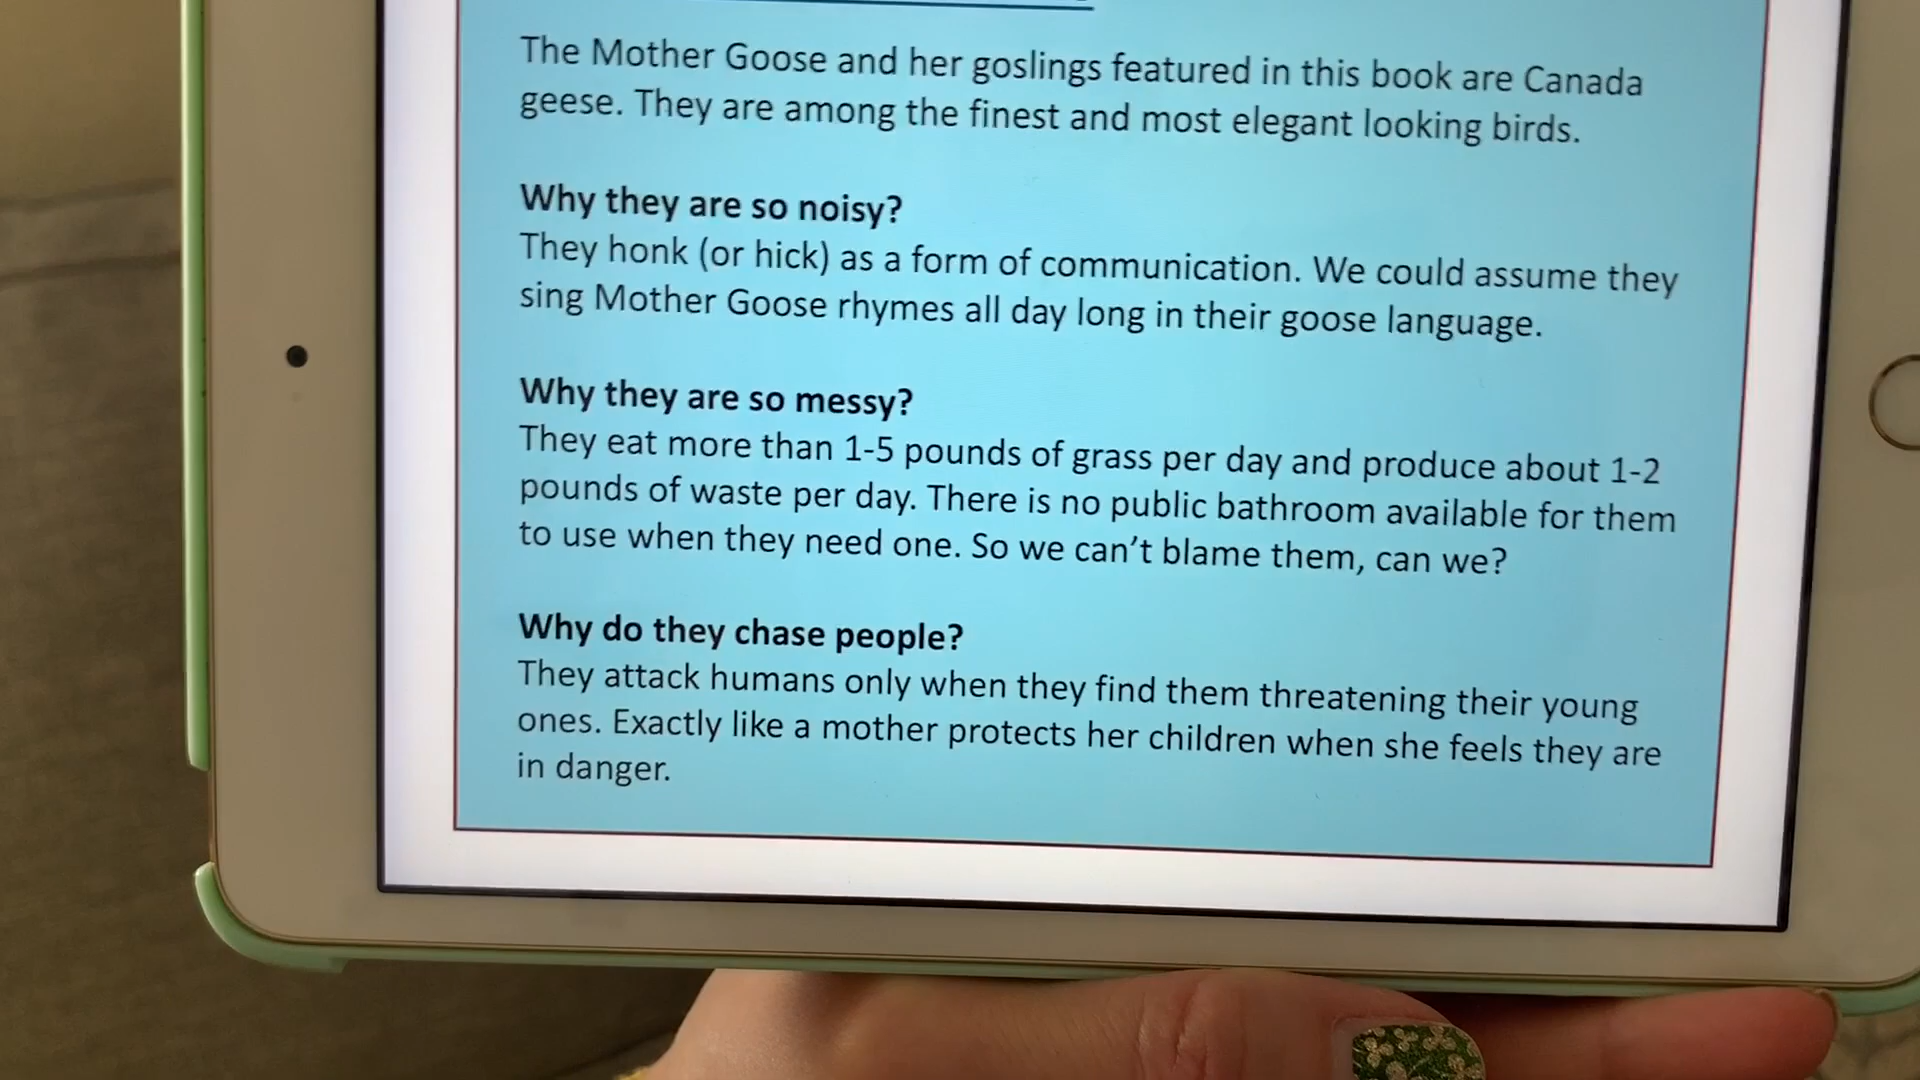 The Mother Goose and her goslings featured in this book are Canada
geese. They are among the finest and most elegant looking birds.
Why they are so noisy?
They honk (or hick) as a form of communication. We could assume they
sing Mother Goose rhymes all day long in their goose language.
Why they are so messy?
They eat more than 1-5 pounds of grass per day and produce about 1-2
pounds of waste per day. There is no public bathroom available for them
to use when they need one. So we can’t blame them, can we?
Why do they chase people?
They attack humans only when they find them threatening their young
ones. Exactly like a mother protects her children when she feels they are
in danger.